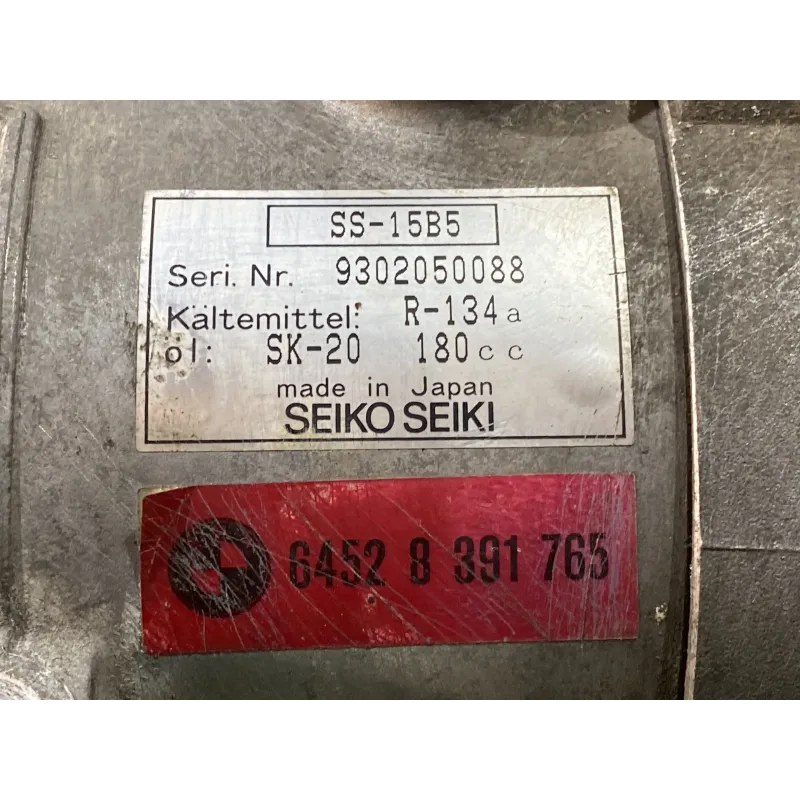 SS-15B5
Seri. Nr. 9302050088
Kältemittel: R-134a
öl: SK-20 180cc
made in Japan
SEIKO SEIKI
6452 8 391 765